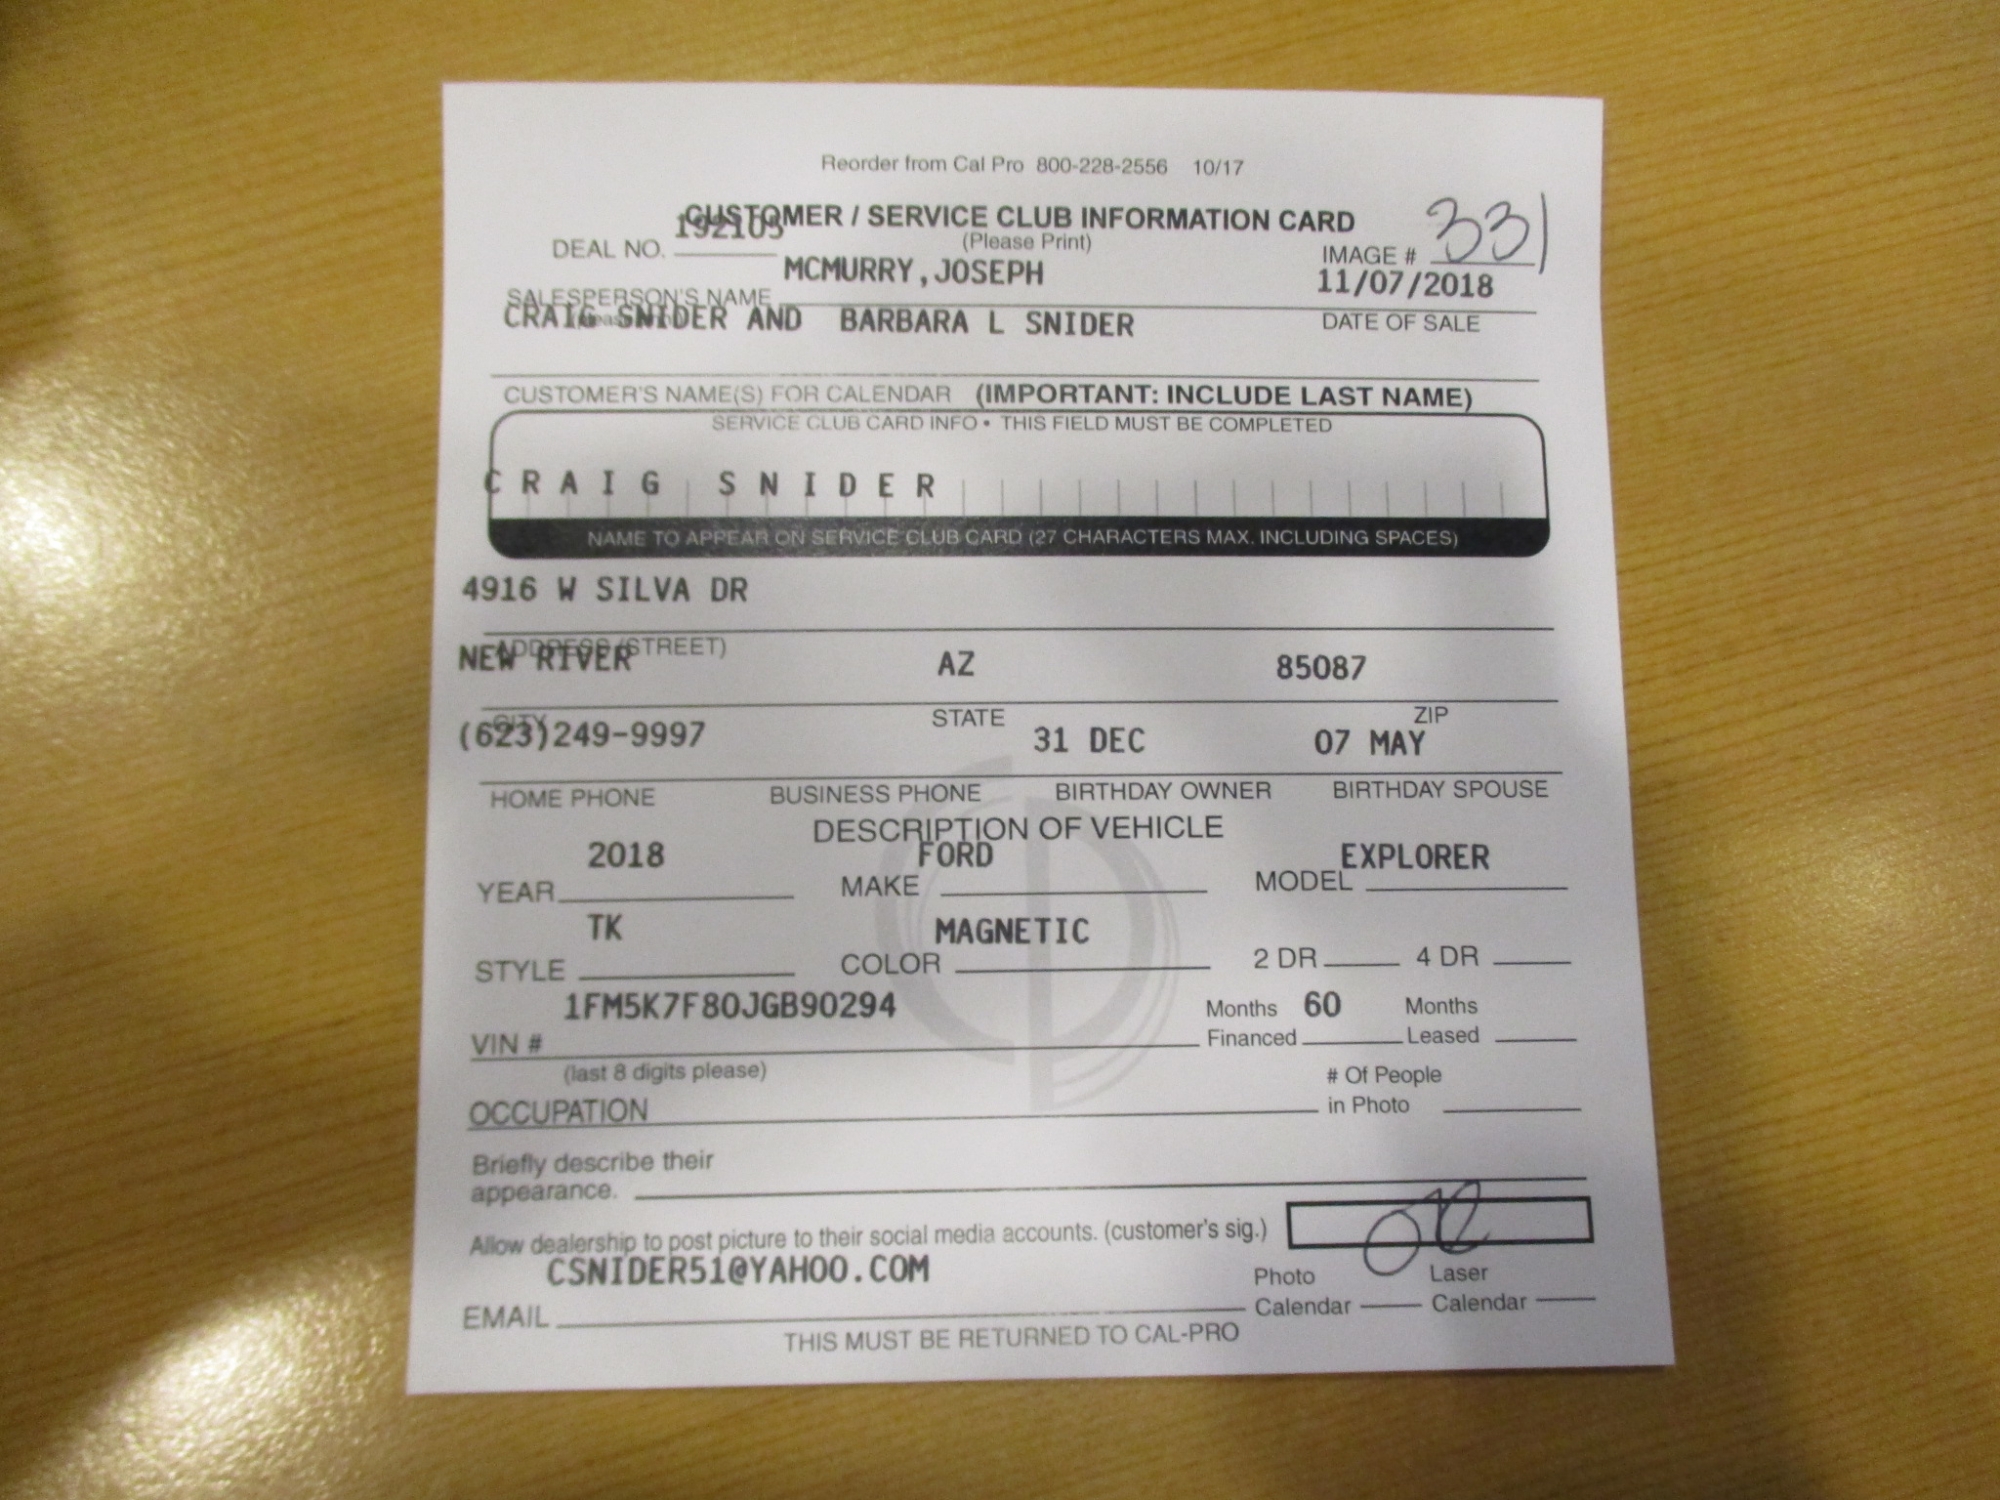 Reorder from Cal Pro 800-228-2556 10/17
CUSTOMER / SERVICE CLUB INFORMATION CARD
(Please Print)
DEAL NO. 192105
IMAGE # 331
MCMURRY,JOSEPH
11/07/2018
SALESPERSON'S NAME
DATE OF SALE
CRAIG SNIDER AND BARBARA L SNIDER
CUSTOMER'S NAME(S) FOR CALENDAR (IMPORTANT: INCLUDE LAST NAME)
SERVICE CLUB CARD INFO • THIS FIELD MUST BE COMPLETED
CRAIG SNIDER
NAME TO APPEAR ON SERVICE CLUB CARD (27 CHARACTERS MAX. INCLUDING SPACES)
4916 W SILVA DR
ADDRESS (STREET)
NEW RIVER AZ 85087
CITY STATE ZIP
(623)249-9997 31 DEC 07 MAY
HOME PHONE BUSINESS PHONE BIRTHDAY OWNER BIRTHDAY SPOUSE
DESCRIPTION OF VEHICLE
2018 FORD EXPLORER
YEAR MAKE MODEL
TK MAGNETIC
STYLE COLOR 2 DR 4 DR
1FM5K7F80JGB90294
Months 60 Months
VIN # Financed Leased
(last 8 digits please)
# Of People
OCCUPATION in Photo
Briefly describe their
appearance.
Allow dealership to post picture to their social media accounts. (customer's sig.)
CSNIDER51@YAHOO.COM
Photo Laser
EMAIL Calendar Calendar
THIS MUST BE RETURNED TO CAL-PRO